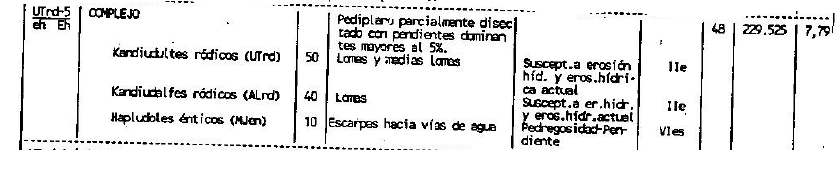 UTrd-5 COMPLEJO Pediplano parcialmente disec 48 229.525 7,79
eh Eh tado con pendientes dominan
tes mayores al 5%.
Kandiudultes ródicos (UTrd) 50 Lomas y medias lomas Suscept.a erosión IIe
híd. y eros.hídri-
ca actual
Kandiudalfes ródicos (ALrd) 40 Lomas Suscept.a er.hidr. IIe
y eros.hídr.actual
Hapludoles énticos (MJen) 10 Escarpas hacia vías de agua Pedregosidad-Pen- VIes
diente